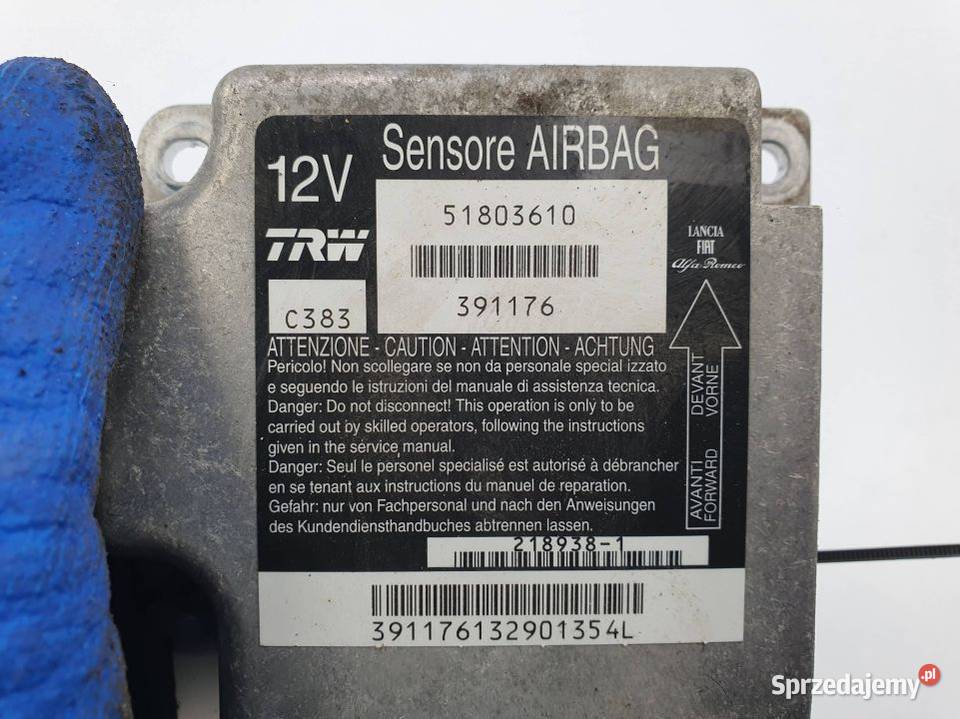 Sensore AIRBAG
12V
TRW
51803610
391176
C383
LANCIA
FIAT
Alfa-Romeo
ATTENZIONE - CAUTION - ATTENTION - ACHTUNG
Pericolo! Non scollegare se non da personale special izzato
e seguendo le istruzioni del manuale di assistenza tecnica.
Danger: Do not disconnect! This operation is only to be
carried out by skilled operators, following the instructions
given in the service manual.
Danger: Seul le personel specialisé est autorisé à débrancher
en se tenant aux instructions du manuel de reparation.
Gefahr: nur von Fachpersonal und nach den Anweisungen
des Kundendiensthandbuches abtrennen lassen.
AVANTI DEVANT
FORWARD VORNE
218938-1
391176132901354L
Sprzedajemy.pl